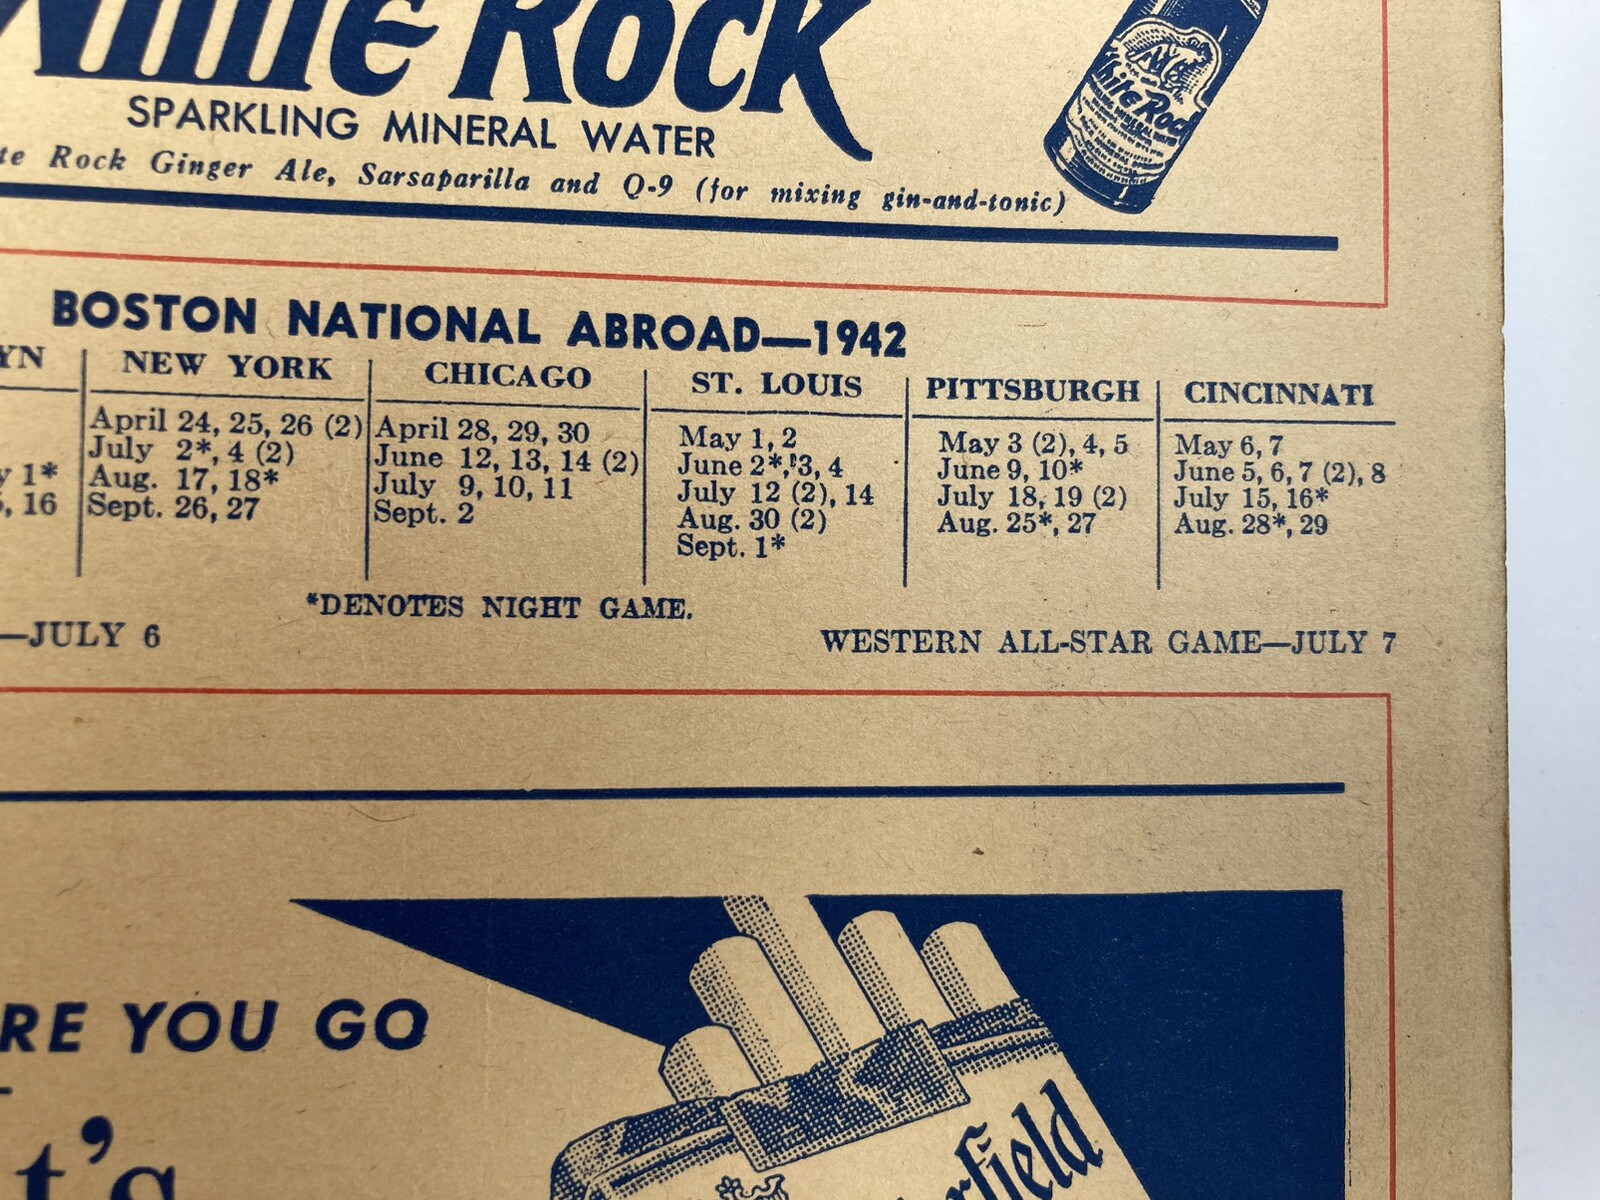 White Rock
SPARKLING MINERAL WATER
te Rock Ginger Ale, Sarsaparilla and Q-9 (for mixing gin-and-tonic)
White Rock
BOSTON NATIONAL ABROAD—1942
YN
1*
, 16
NEW YORK
April 24, 25, 26 (2)
July 2*, 4 (2)
Aug. 17, 18*
Sept. 26, 27
CHICAGO
April 28, 29, 30
June 12, 13, 14 (2)
July 9, 10, 11
Sept. 2
ST. LOUIS
May 1, 2
June 2*, 3, 4
July 12 (2), 14
Aug. 30 (2)
Sept. 1*
PITTSBURGH
May 3 (2), 4, 5
June 9, 10*
July 18, 19 (2)
Aug. 25*, 27
CINCINNATI
May 6, 7
June 5, 6, 7 (2), 8
July 15, 16*
Aug. 28*, 29
*DENOTES NIGHT GAME.
—JULY 6
WESTERN ALL-STAR GAME—JULY 7
RE YOU GO
t's
rfield